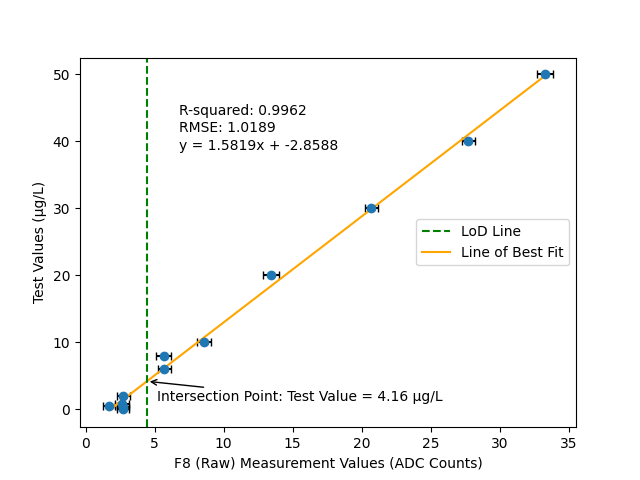 R-squared: 0.9962
RMSE: 1.0189
y = 1.5819x + -2.8588
LoD Line
Line of Best Fit
Intersection Point: Test Value = 4.16 µg/L
Test Values (µg/L)
50
40
30
20
10
0
0 5 10 15 20 25 30 35
F8 (Raw) Measurement Values (ADC Counts)